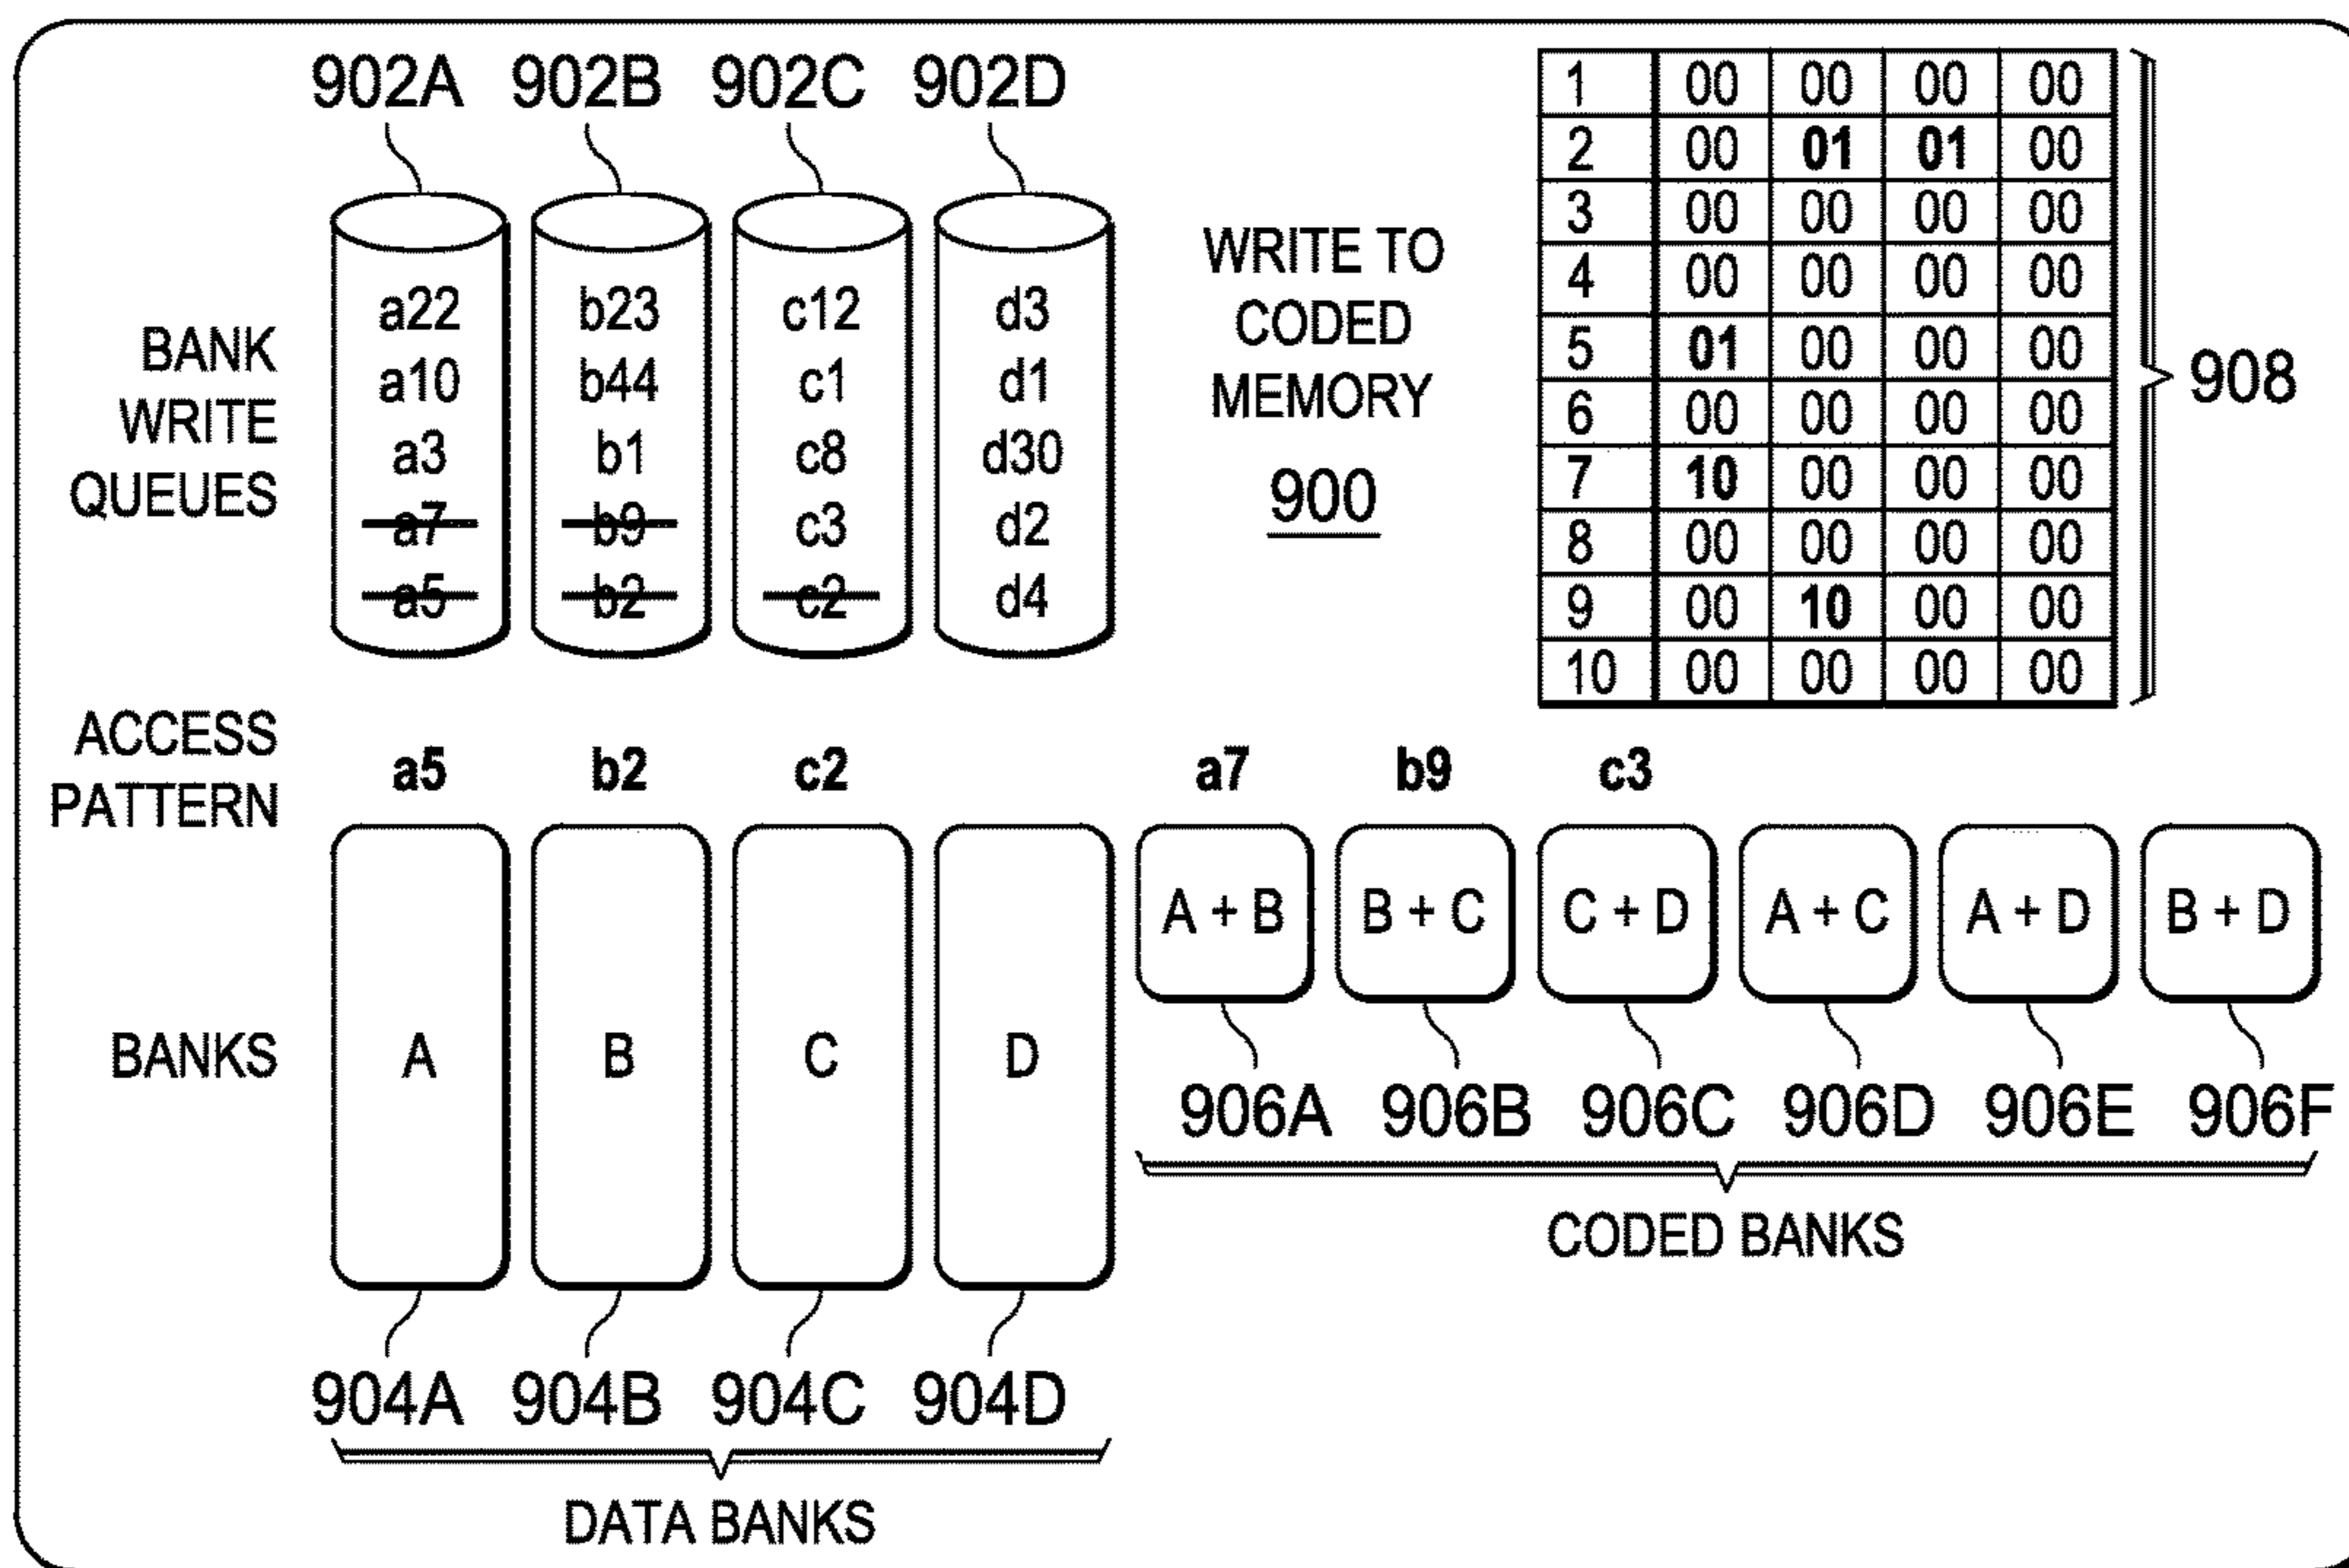 902A 902B 902C 902D
BANK
WRITE
QUEUES
a22 b23 c12 d3
a10 b44 c1 d1
a3 b1 c8 d30
a7 b9 c3 d2
a5 b2 c2 d4
WRITE TO
CODED
MEMORY
900
1 00 00 00 00
2 00 01 01 00
3 00 00 00 00
4 00 00 00 00
5 01 00 00 00
6 00 00 00 00
7 10 00 00 00
8 00 00 00 00
9 00 10 00 00
10 00 00 00 00
908
ACCESS
PATTERN
a5 b2 c2 a7 b9 c3
BANKS
A B C D
A + B B + C C + D A + C A + D B + D
906A 906B 906C 906D 906E 906F
CODED BANKS
904A 904B 904C 904D
DATA BANKS